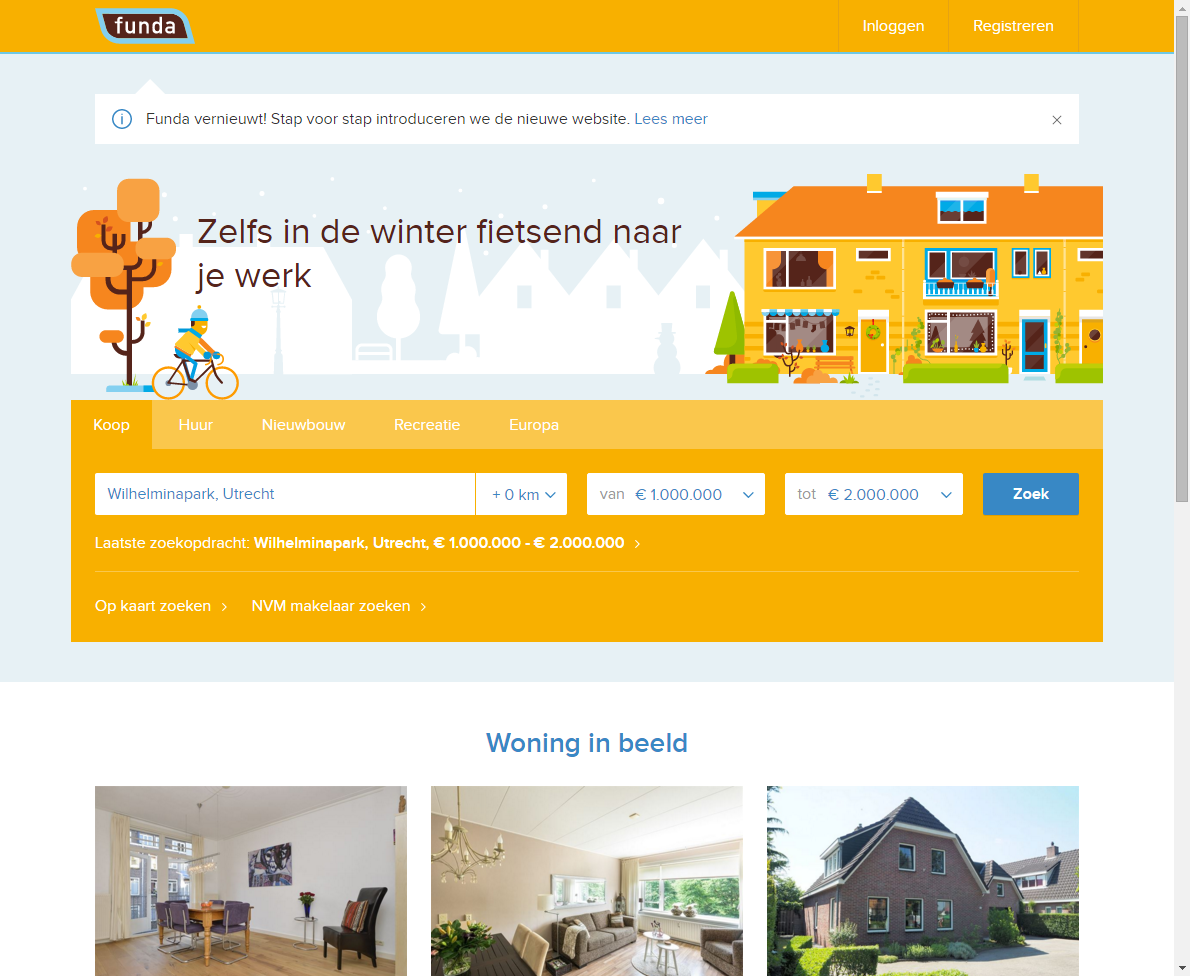 funda
Inloggen
Registreren
Funda vernieuwt! Stap voor stap introduceren we de nieuwe website. Lees meer
Zelfs in de winter fietsend naar
je werk
Koop
Huur
Nieuwbouw
Recreatie
Europa
Wilhelminapark, Utrecht
+ 0 km
van € 1.000.000
tot € 2.000.000
Zoek
Laatste zoekopdracht: Wilhelminapark, Utrecht, € 1.000.000 - € 2.000.000
Op kaart zoeken
NVM makelaar zoeken
Woning in beeld